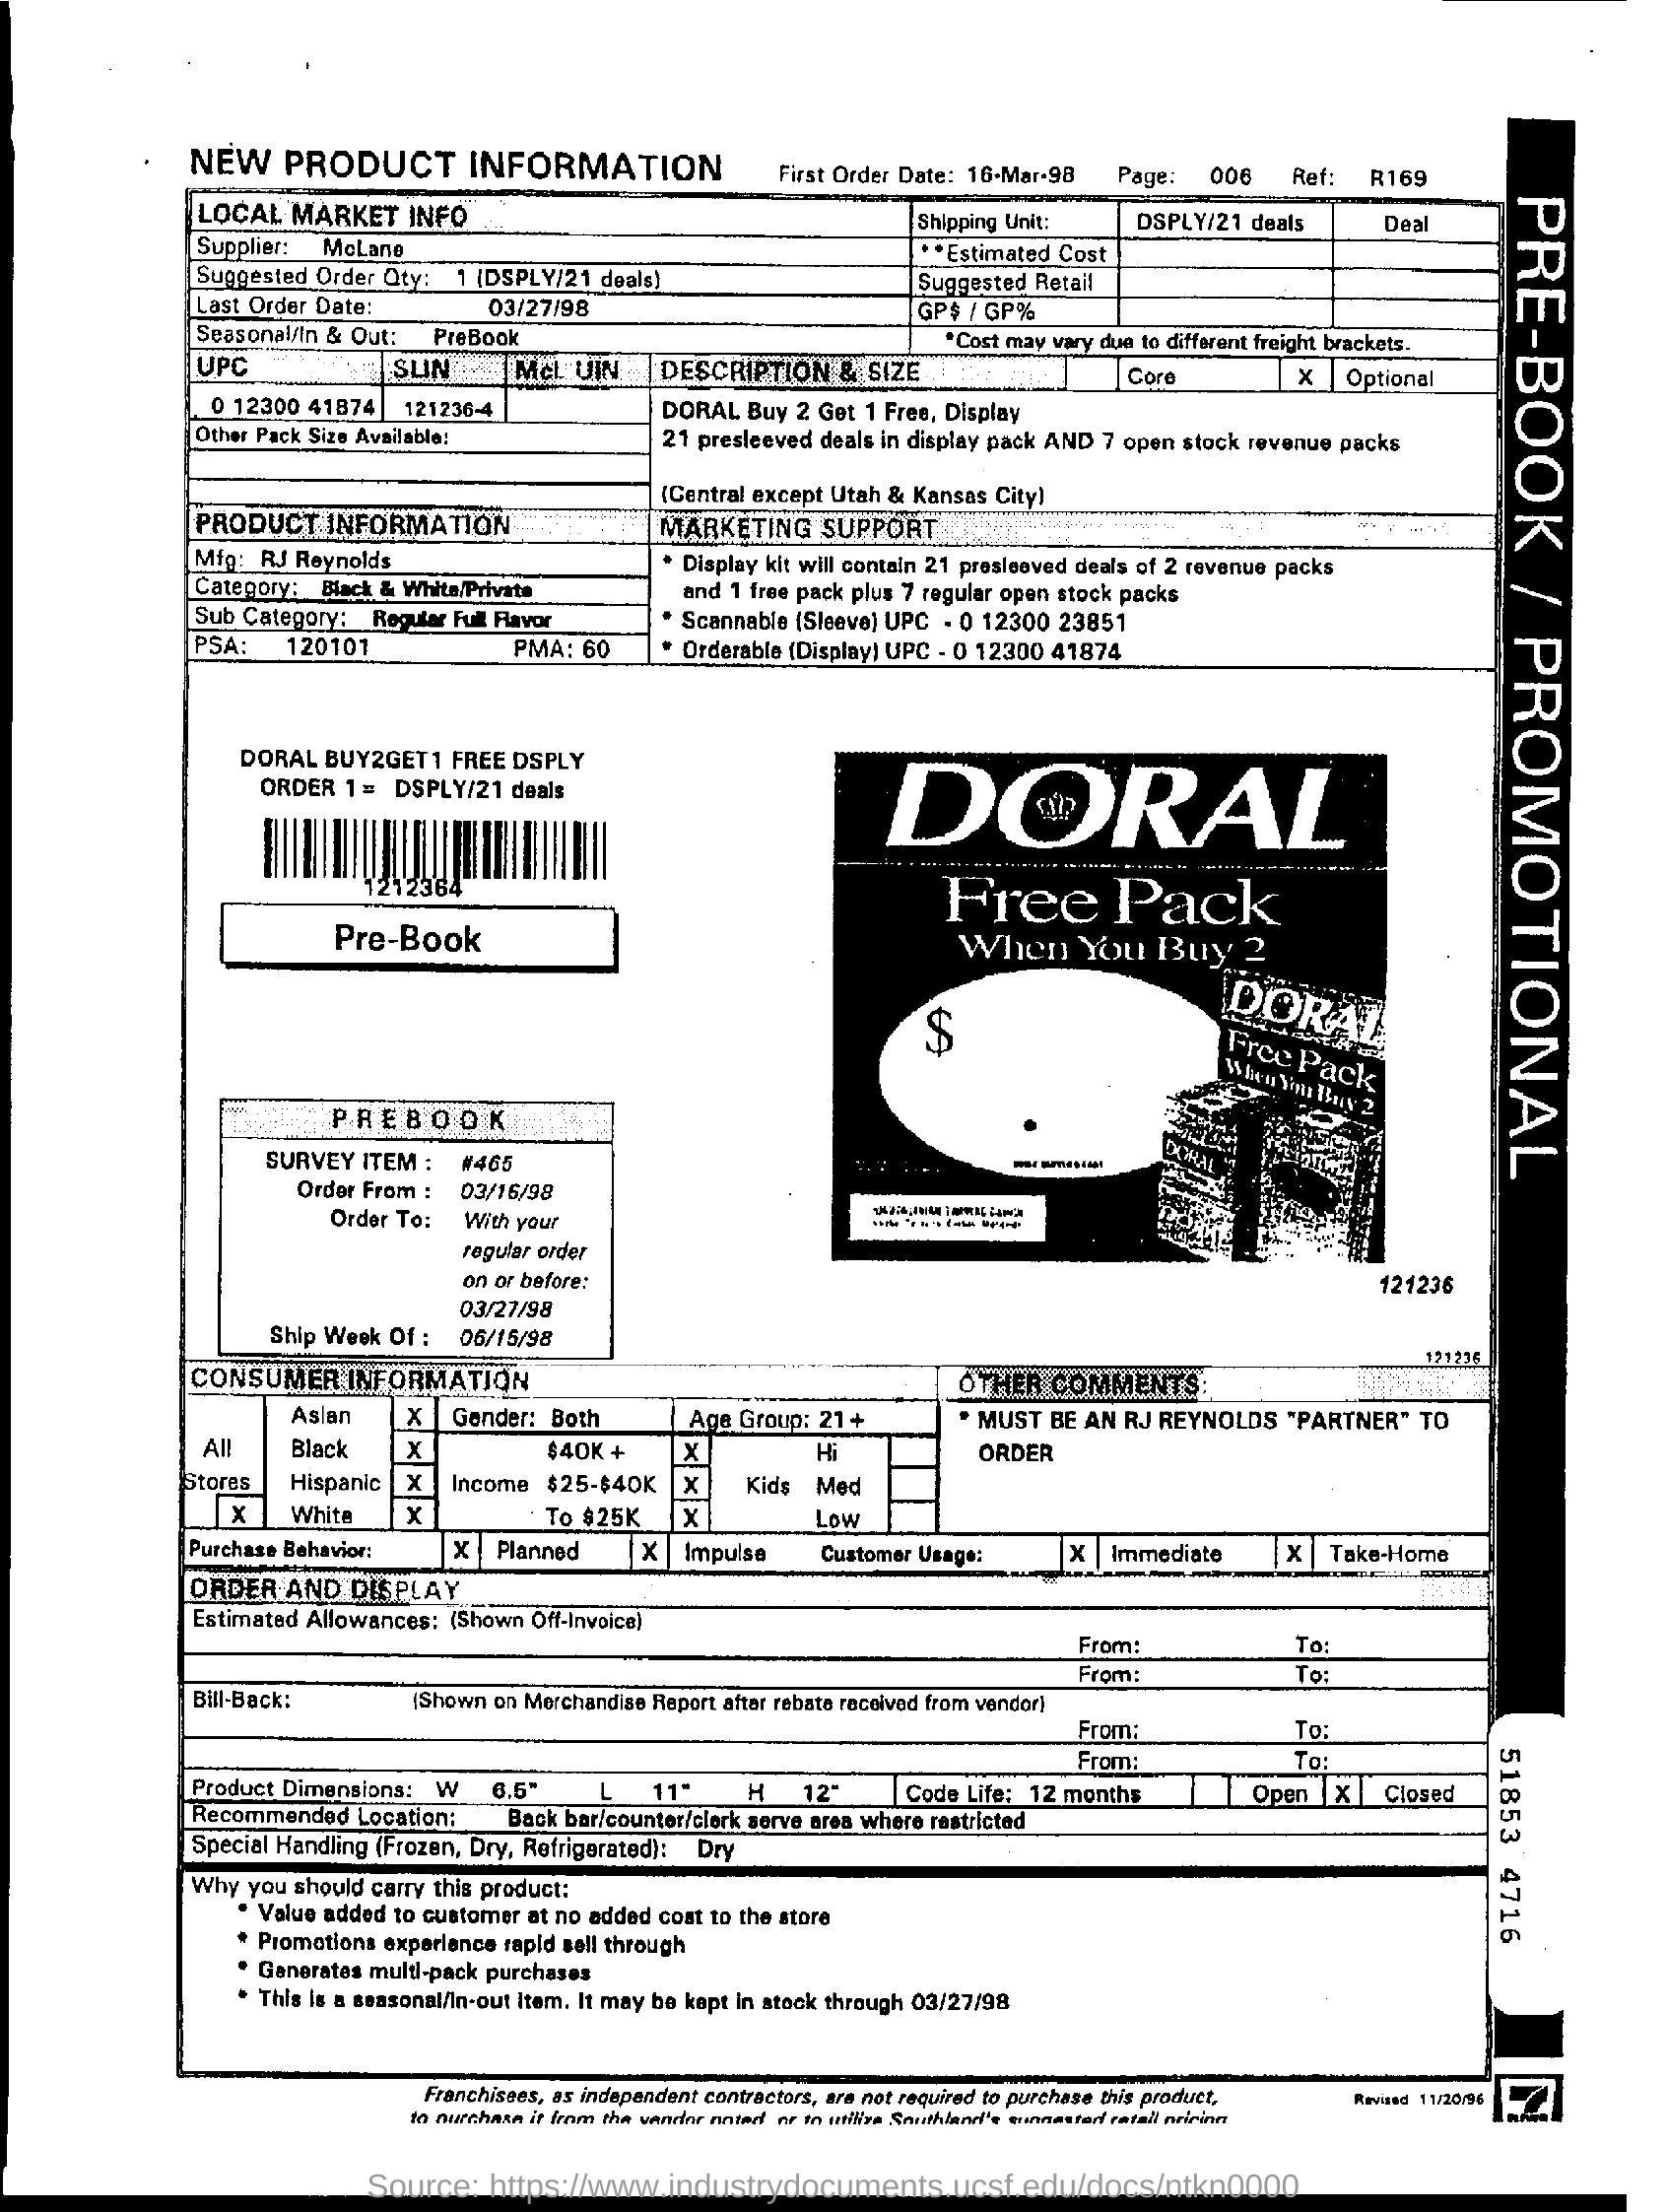 NEW PRODUCT INFORMATION First Order Date: 16-Mar-98 Page: 006 Ref: R169
LOCAL MARKET INFO Shipping Unit: DSPLY/21 deals Deal
Supplier: McLane **Estimated Cost
Suggested Order Qty: 1 (DSPLY/21 deals) Suggested Retail
Last Order Date: 03/27/98 GP$ / GP%
Seasonal/In & Out: PreBook *Cost may vary due to different freight brackets.
UPC SLIN McL UIN DESCRIPTION & SIZE Core X Optional
0 12300 41874 121236-4 DORAL Buy 2 Get 1 Free, Display
Other Pack Size Available: 21 presleeved deals in display pack AND 7 open stock revenue packs
(Central except Utah & Kansas City)
PRODUCT INFORMATION MARKETING SUPPORT
Mfg: RJ Reynolds * Display kit will contain 21 presleeved deals of 2 revenue packs
Category: Black & White/Private and 1 free pack plus 7 regular open stock packs
Sub Category: Regular Full Flavor * Scannable (Sleeve) UPC - 0 12300 23851
PSA: 120101 PMA: 60 * Orderable (Display) UPC - 0 12300 41874
DORAL BUY2GET1 FREE DSPLY
ORDER 1 = DSPLY/21 deals
1212364
Pre-Book
DORAL
Free Pack
When You Buy 2
$
.
DORAL
Free Pack
When You Buy 2
DORAL
121236
121236
PREBOOK
SURVEY ITEM : #465
Order From : 03/16/98
Order To: With your
regular order
on or before:
03/27/98
Ship Week Of : 06/15/98
CONSUMER INFORMATION OTHER COMMENTS:
Asian X Gender: Both Age Group: 21+ * MUST BE AN RJ REYNOLDS "PARTNER" TO
All Black X $40K + X Hi ORDER
Stores Hispanic X Income $25-$40K X Kids Med
X White X To $25K X Low
Purchase Behavior: X Planned X Impulse Customer Usage: X Immediate X Take-Home
ORDER AND DISPLAY
Estimated Allowances: (Shown Off-Invoice)
From: To:
From: To:
Bill-Back: (Shown on Merchandise Report after rebate received from vendor)
From: To:
From: To:
Product Dimensions: W 6.5" L 11" H 12" Code Life: 12 months Open X Closed
Recommended Location: Back bar/counter/clerk serve area where restricted
Special Handling (Frozen, Dry, Refrigerated): Dry
Why you should carry this product:
* Value added to customer at no added cost to the store
* Promotions experience rapid sell through
* Generates multi-pack purchases
* This is a seasonal/in-out item. It may be kept in stock through 03/27/98
Franchisees, as independent contractors, are not required to purchase this product,
to purchase it from the vendor noted, or to utilize Southland's suggested retail pricing
Revised 11/20/96
PRE-BOOK / PROMOTIONAL
51853 4716
7
Source: https://www.industrydocuments.ucsf.edu/docs/ntkn0000